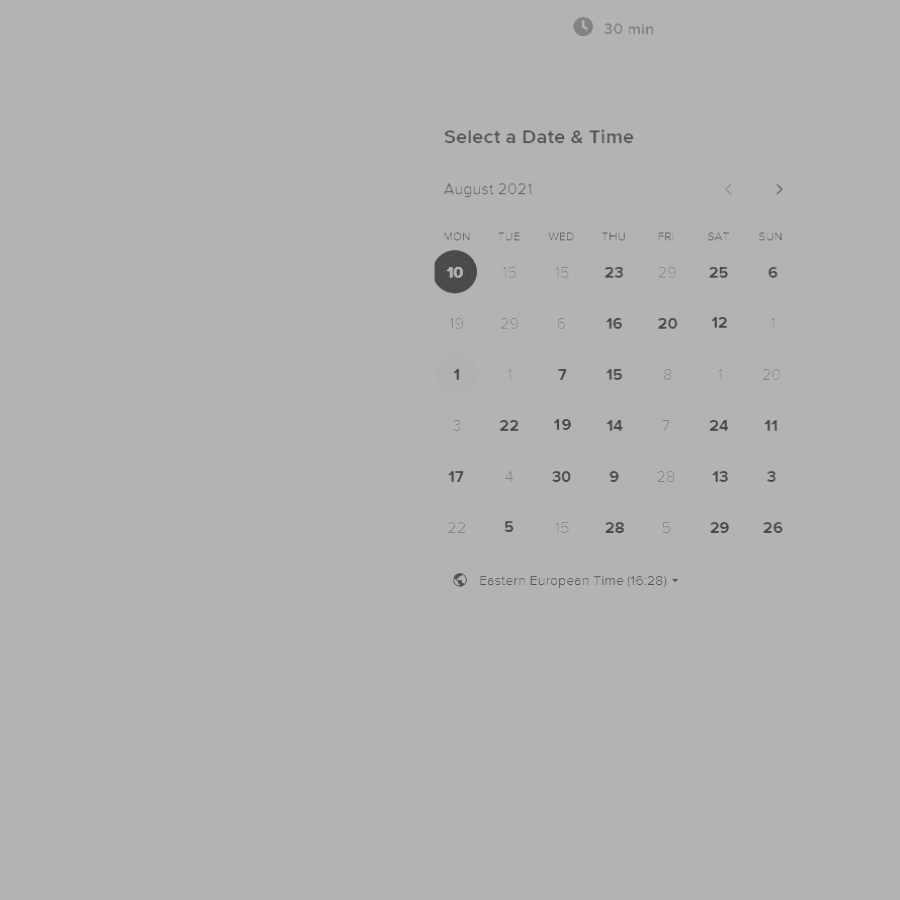 30 min
Select a Date & Time
August 2021
MON TUE WED THU FRI SAT SUN
10 15 15 23 29 25 6
19 29 6 16 20 12 1
1 1 7 15 8 1 20
3 22 19 14 7 24 11
17 4 30 9 28 13 3
22 5 15 28 5 29 26
Eastern European Time (16:28)